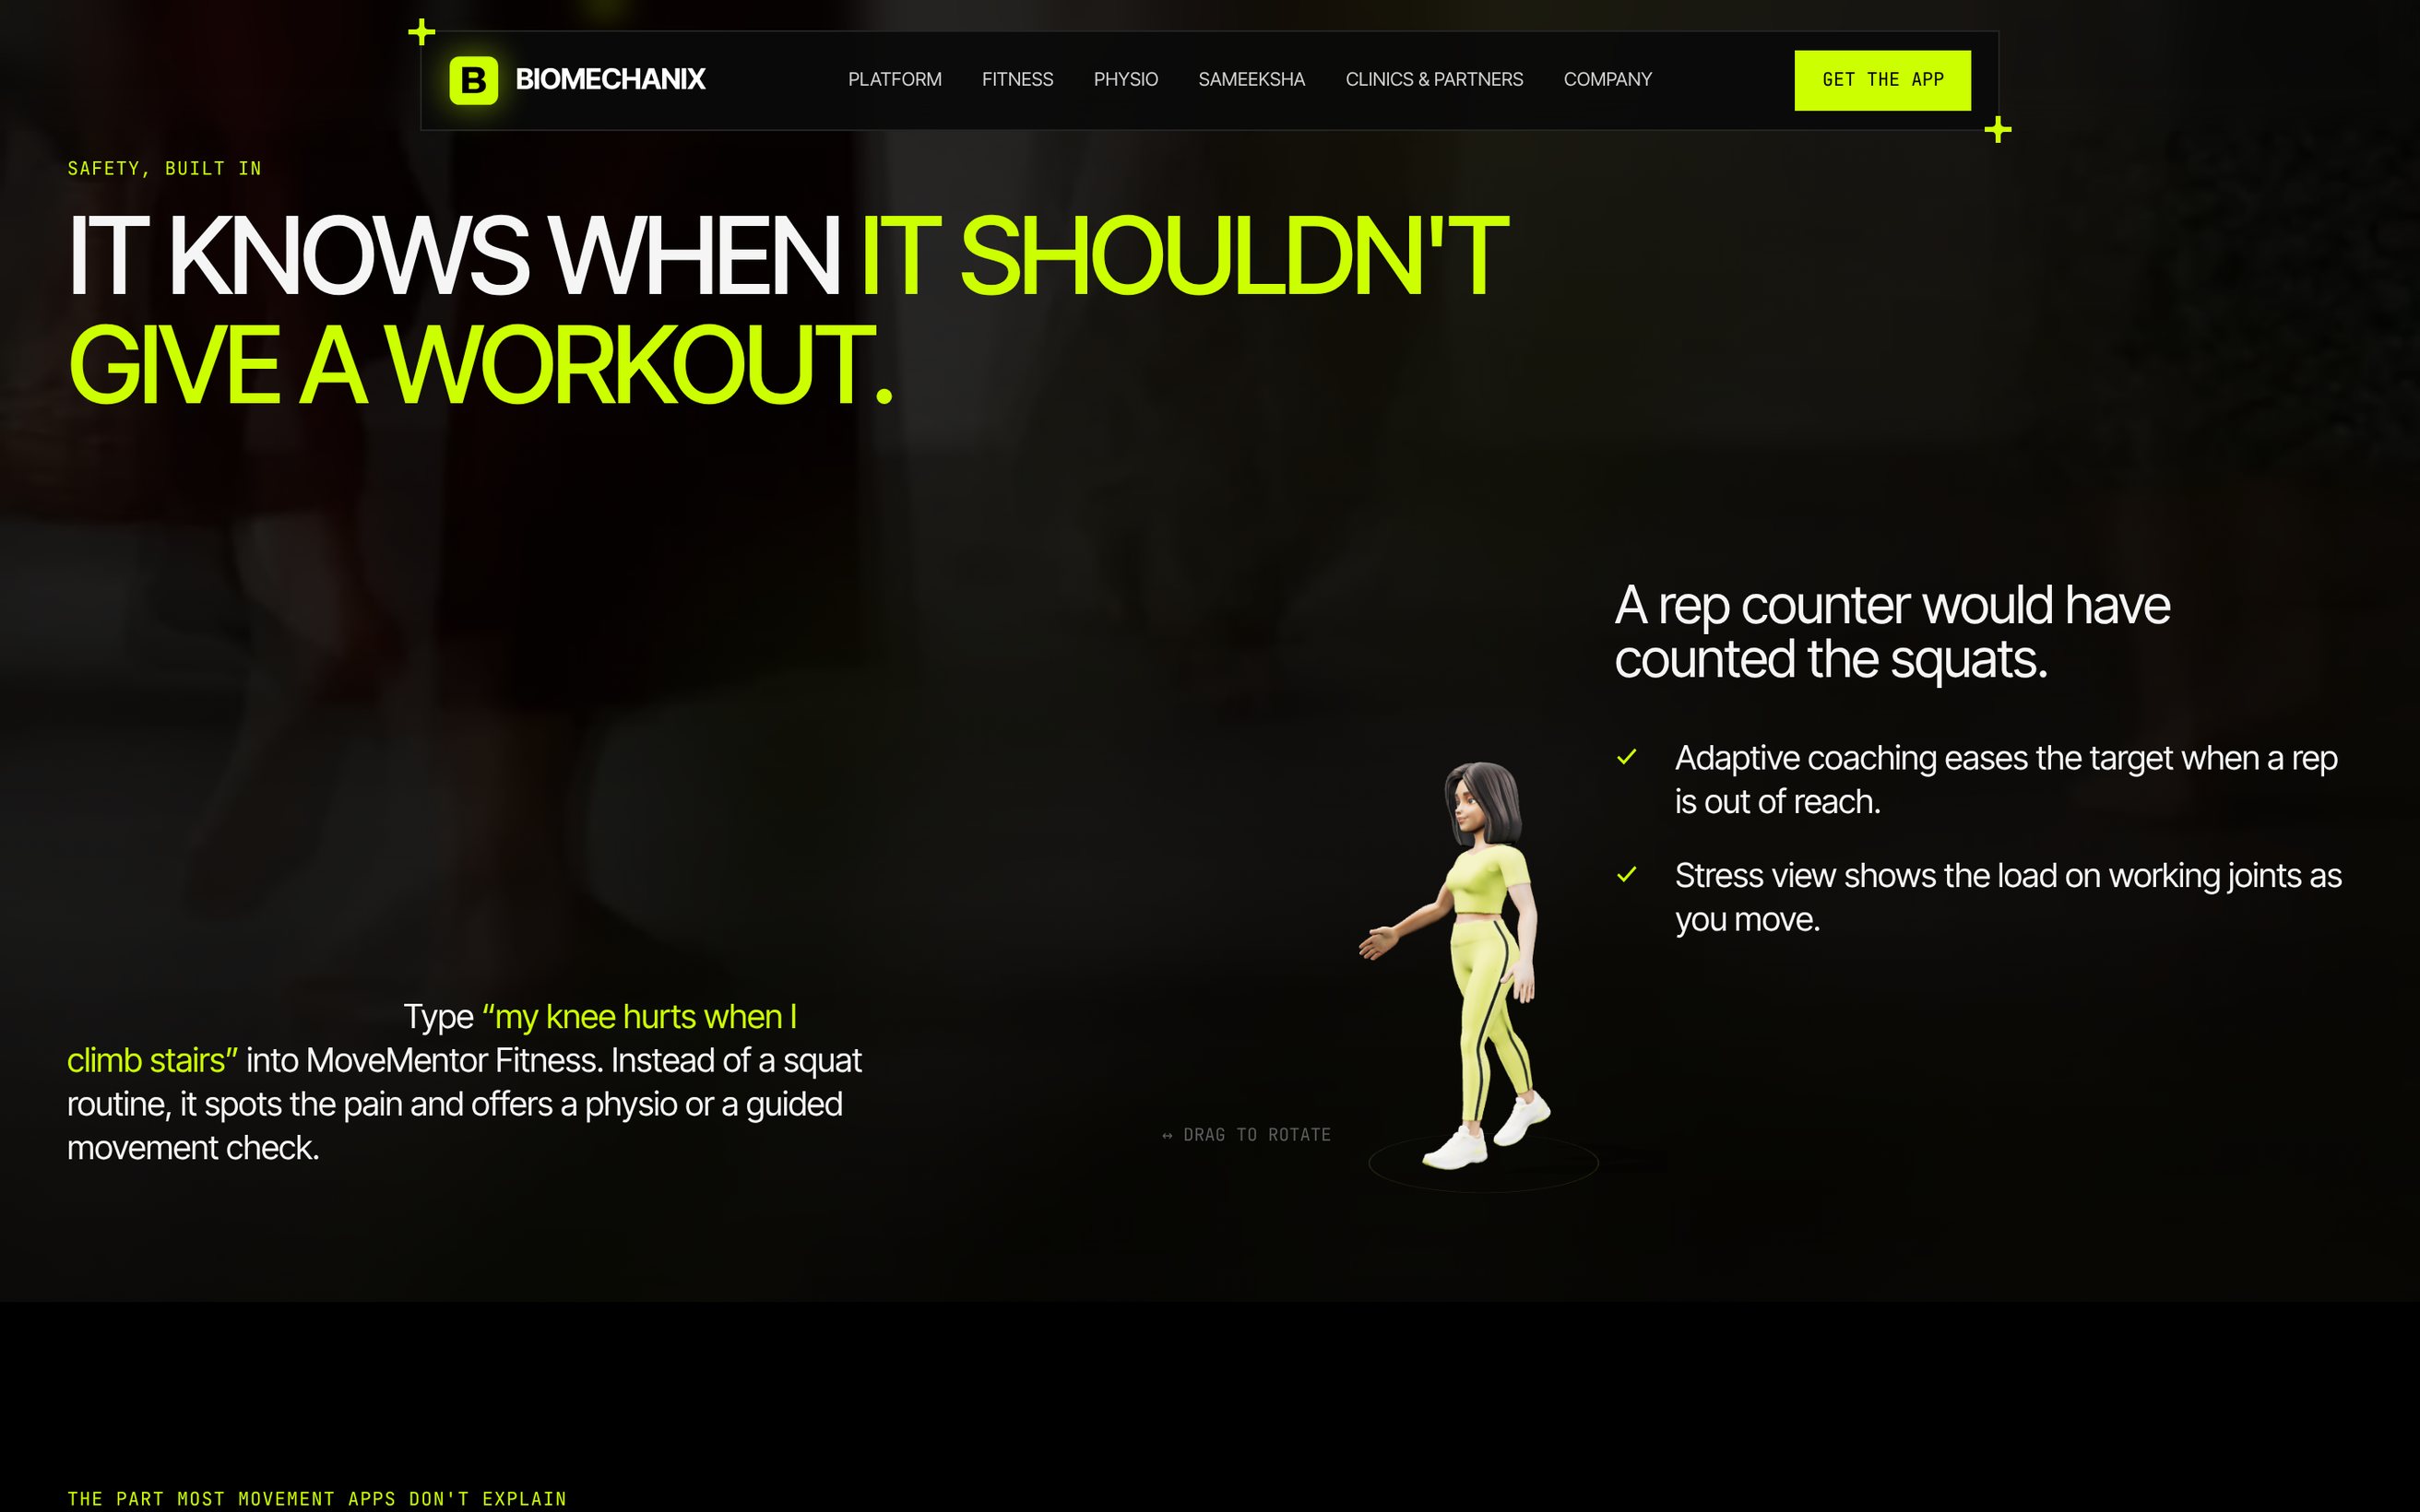 B BIOMECHANIX PLATFORM FITNESS PHYSIO SAMEEKSHA CLINICS & PARTNERS COMPANY GET THE APP
SAFETY, BUILT IN
IT KNOWS WHEN IT SHOULDN'T
GIVE A WORKOUT.
A rep counter would have
counted the squats.
Adaptive coaching eases the target when a rep
is out of reach.
Stress view shows the load on working joints as
you move.
Type “my knee hurts when I
climb stairs” into MoveMentor Fitness. Instead of a squat
routine, it spots the pain and offers a physio or a guided
movement check.
↔ DRAG TO ROTATE
THE PART MOST MOVEMENT APPS DON'T EXPLAIN